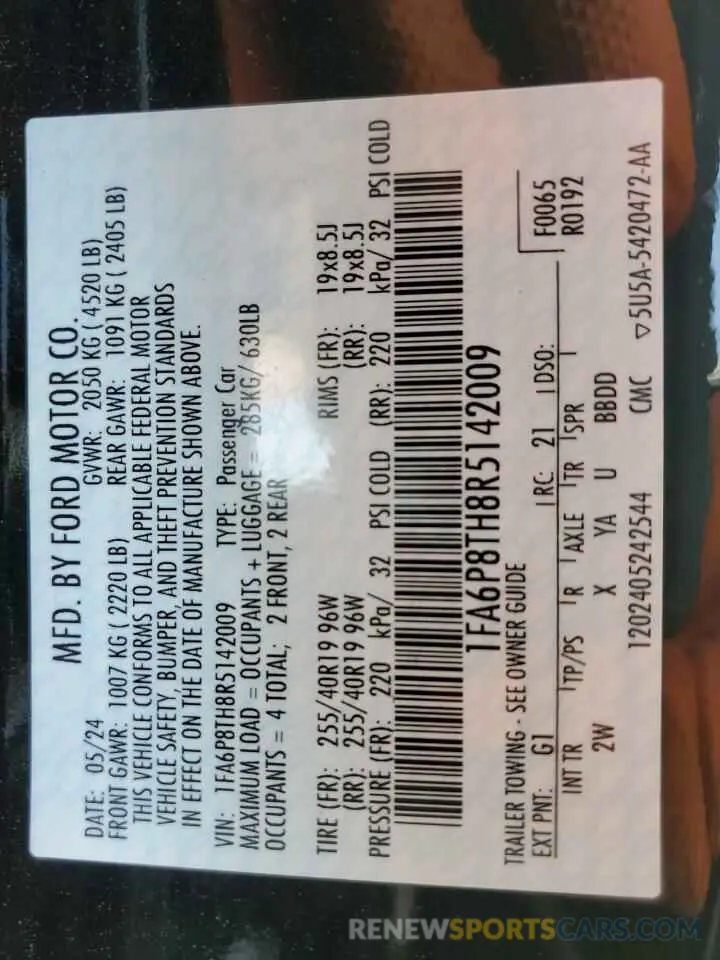 MFD. BY FORD MOTOR CO.
DATE: 05/24 GVWR: 2050 KG ( 4520 LB)
FRONT GAWR: 1007 KG ( 2220 LB) REAR GAWR: 1091 KG ( 2405 LB)
THIS VEHICLE CONFORMS TO ALL APPLICABLE FEDERAL MOTOR
VEHICLE SAFETY, BUMPER, AND THEFT PREVENTION STANDARDS
IN EFFECT ON THE DATE OF MANUFACTURE SHOWN ABOVE.
VIN: 1FA6P8TH8R5142009 TYPE: Passenger Car
MAXIMUM LOAD = OCCUPANTS + LUGGAGE = 285KG/ 630LB
OCCUPANTS = 4 TOTAL; 2 FRONT, 2 REAR
TIRE (FR): 255/40R19 96W RIMS (FR): 19x8.5J
(RR): 255/40R19 96W (RR): 19x8.5J
PRESSURE (FR): 220 kPa/ 32 PSI COLD (RR): 220 kPa/ 32 PSI COLD
1FA6P8TH8R5142009
TRAILER TOWING - SEE OWNER GUIDE
EXT PNT: G1 RC: 21 DSO: F0065
R0192
INT TR TP/PS R AXLE TR SPR
2W X YA U BBDD
1202405242544 CMC ▽5U5A-5420472-AA
RENEWSPORTSCARS.COM